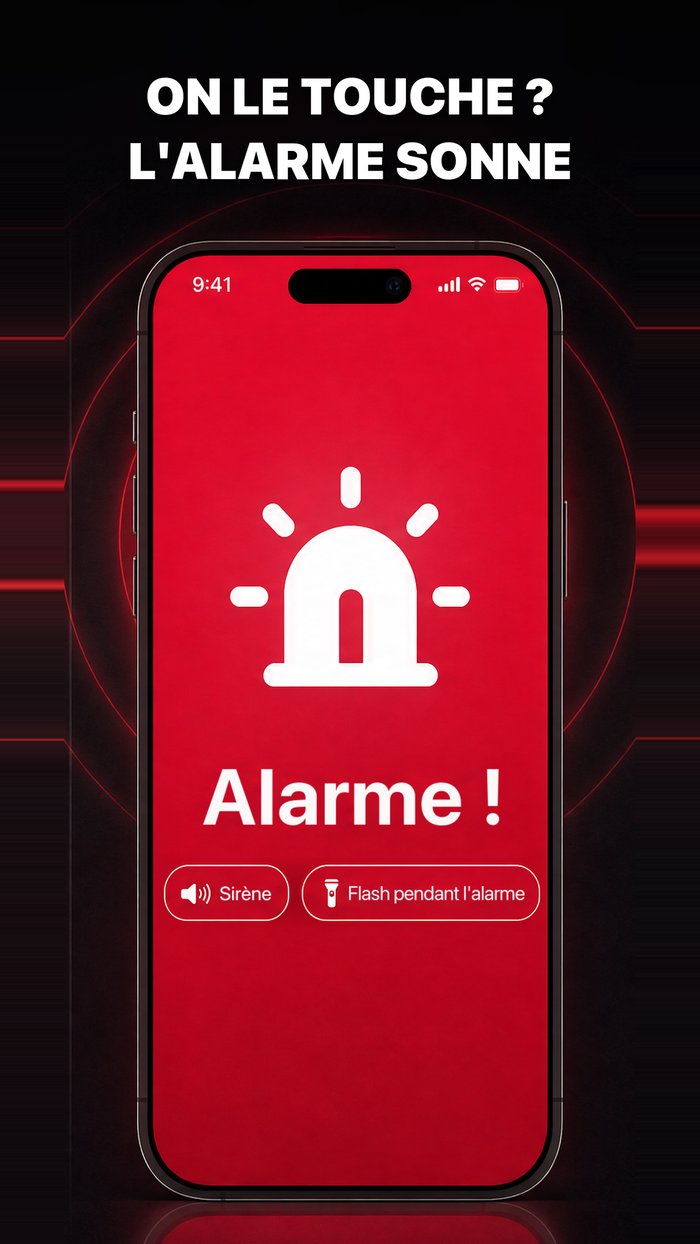 ON LE TOUCHE ?
L'ALARME SONNE
9:41
Alarme !
Sirène
Flash pendant l'alarme